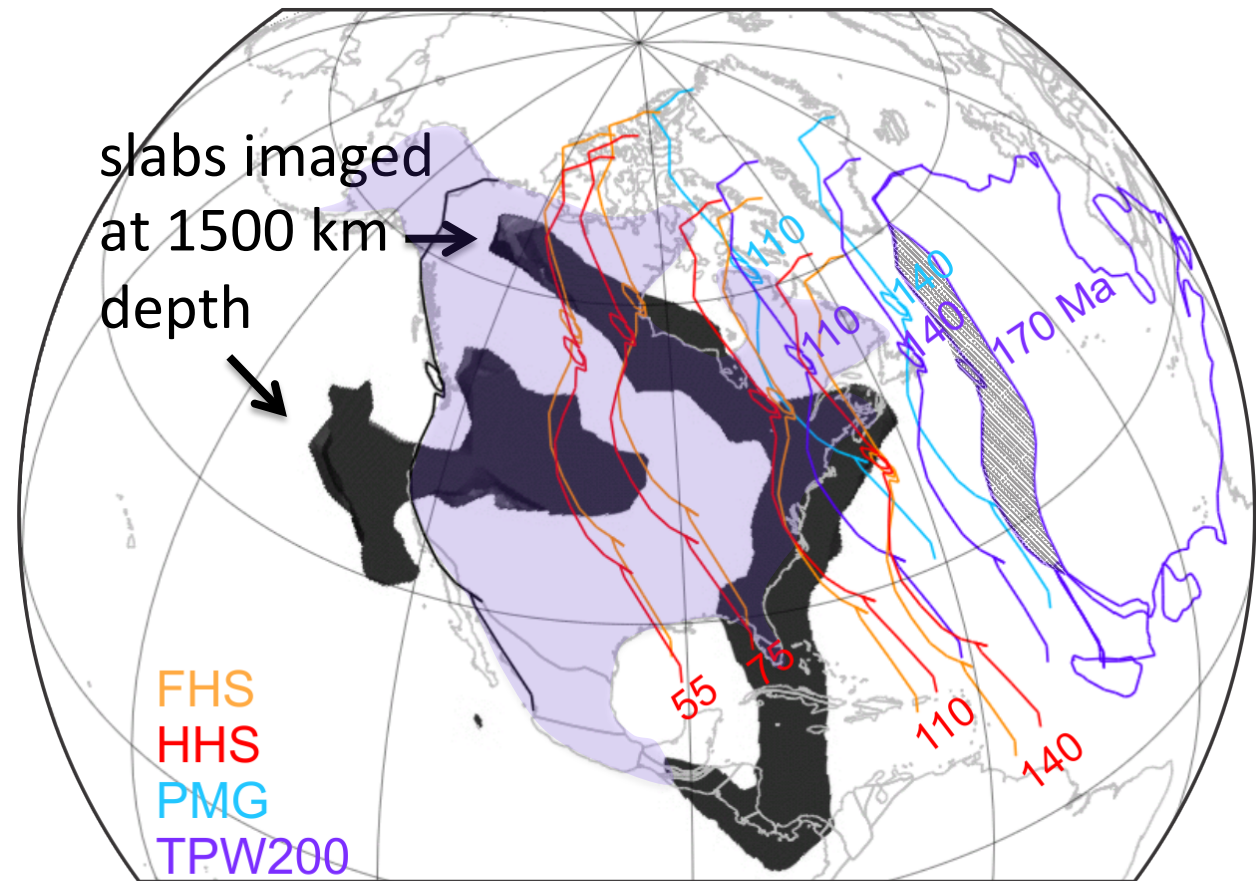 slabs imaged
at 1500 km
depth
110
140
110
140
170 Ma
75
55
110
140
FHS
HHS
PMG
TPW200